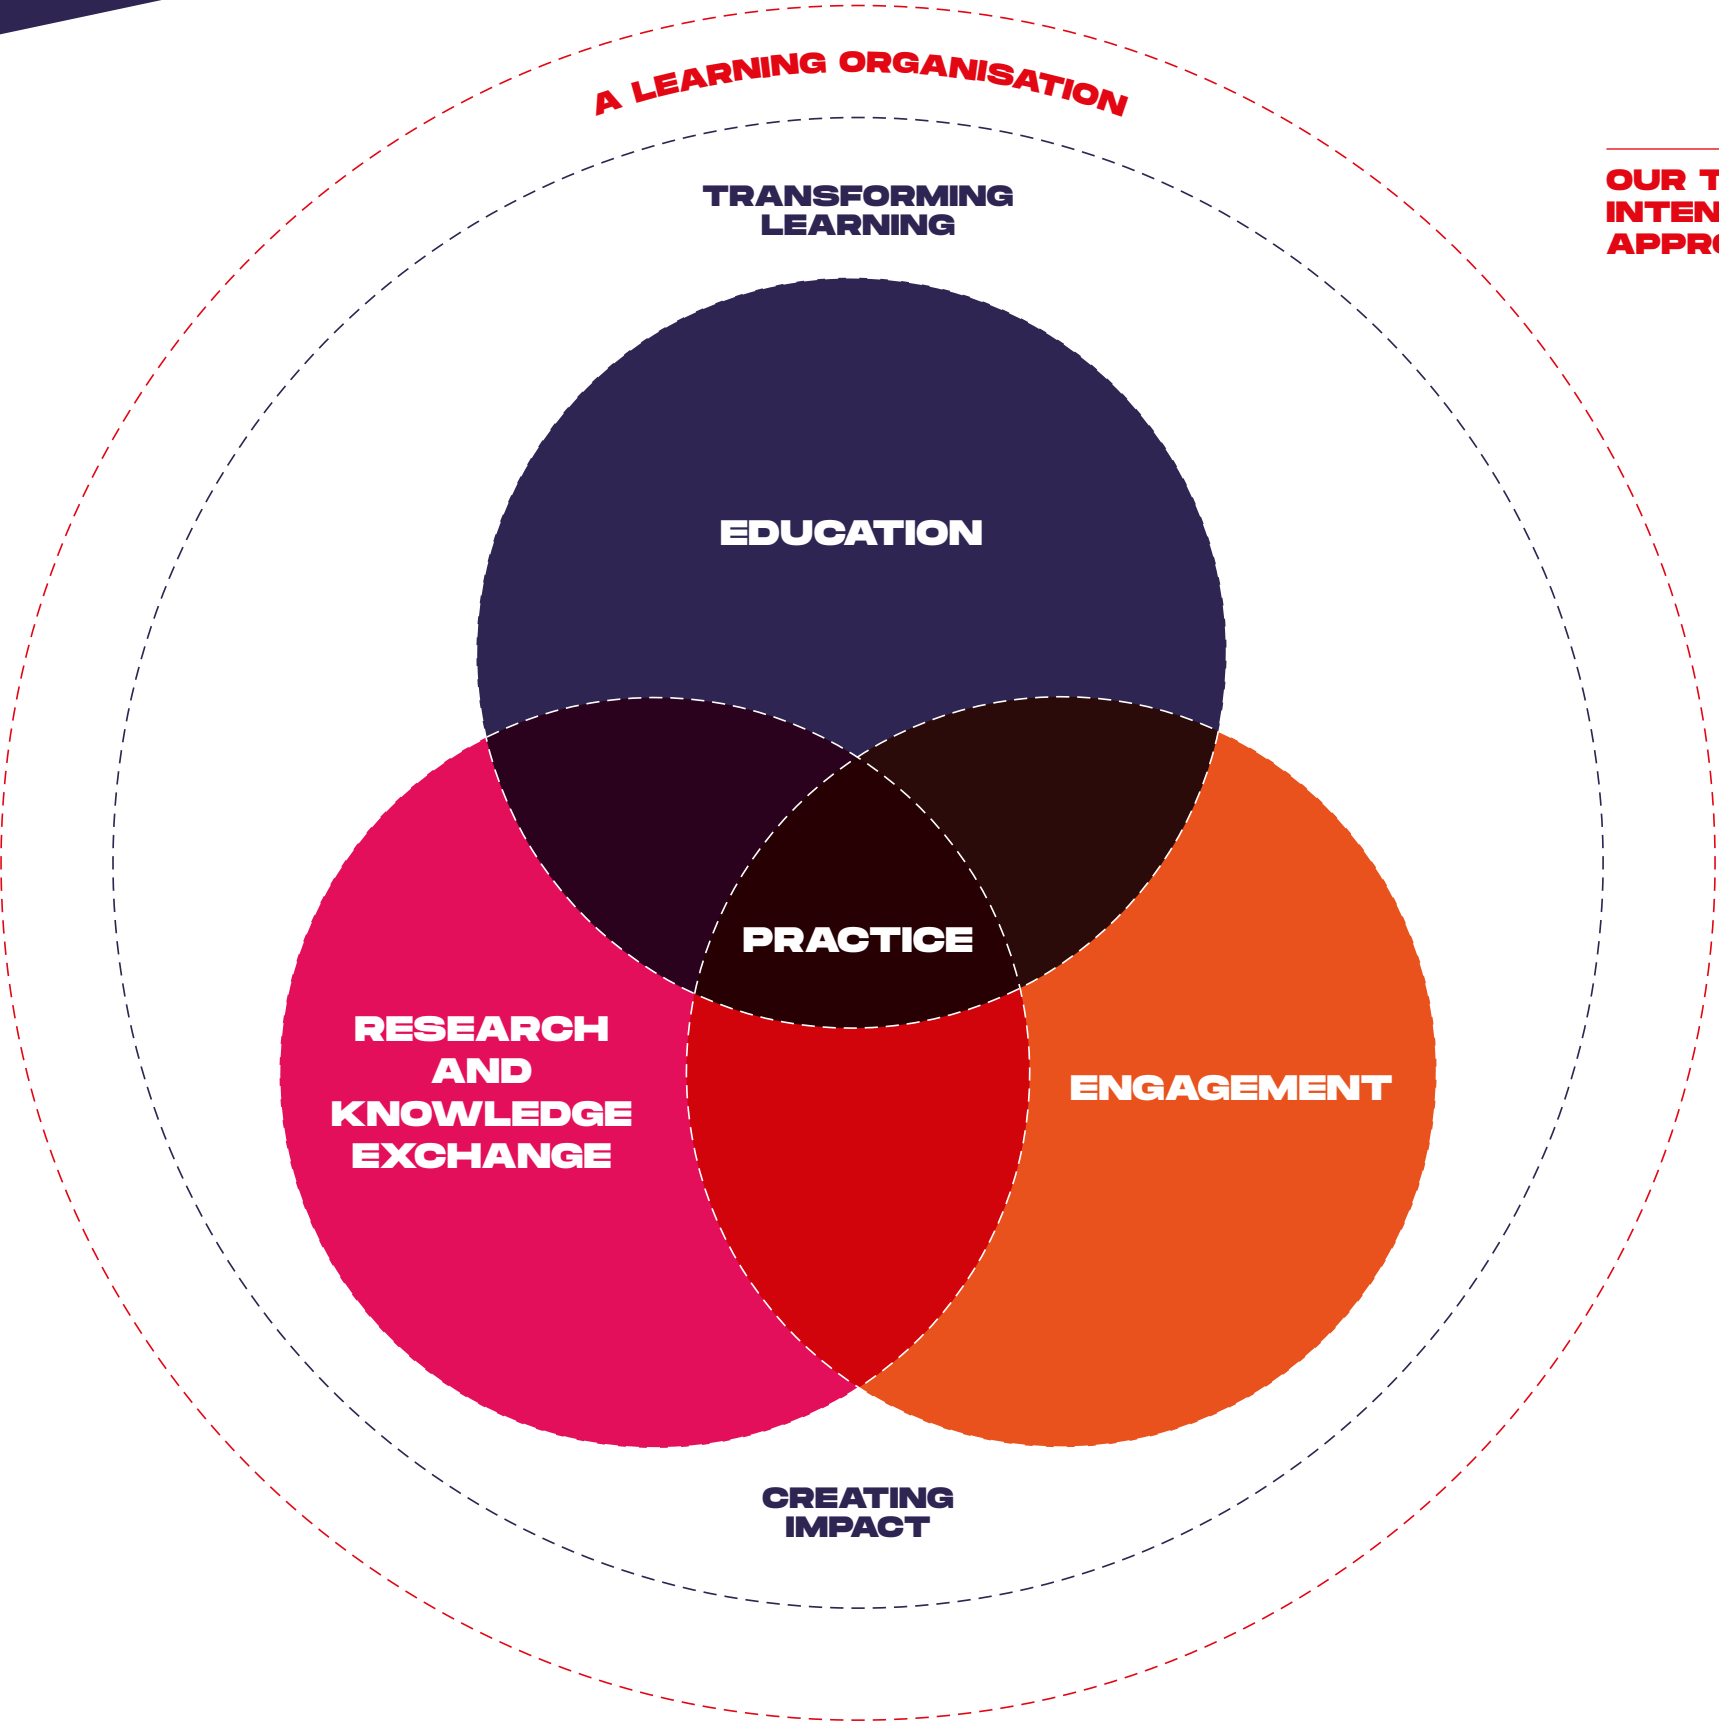 A LEARNING ORGANISATION
TRANSFORMING
LEARNING
EDUCATION
PRACTICE
RESEARCH
AND
KNOWLEDGE
EXCHANGE
ENGAGEMENT
CREATING
IMPACT
OUR